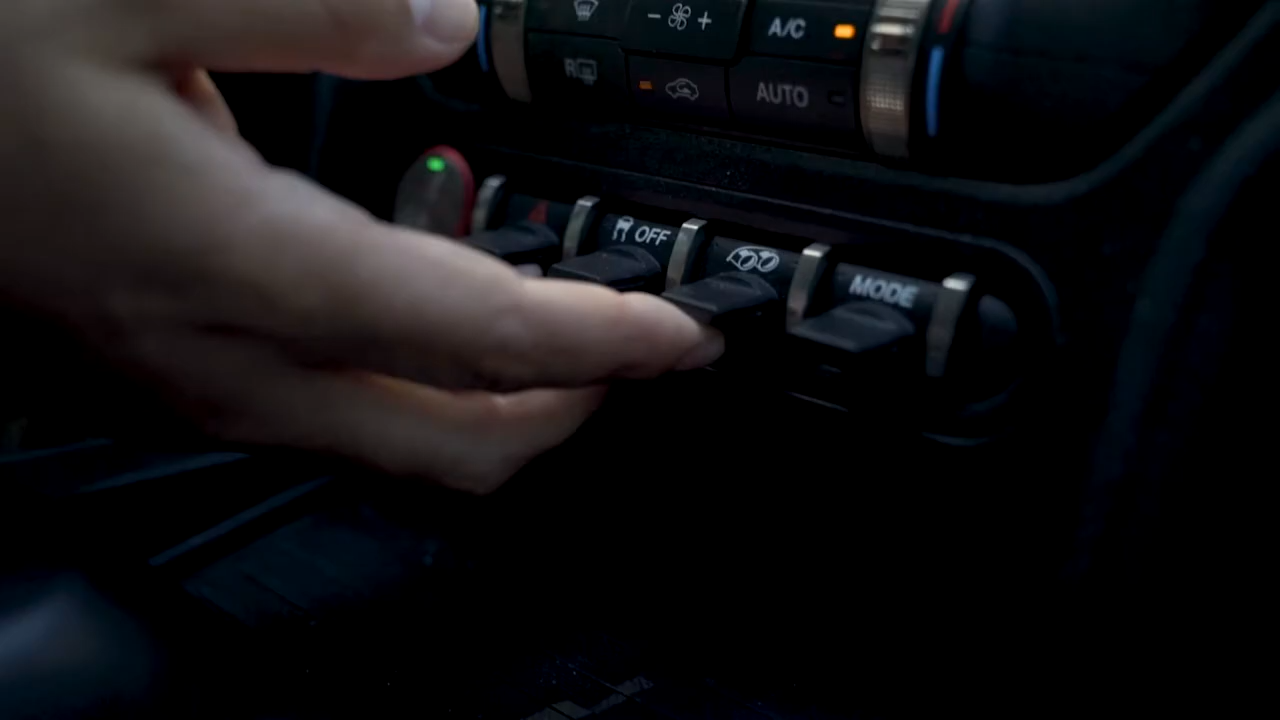 - +
A/C
R
AUTO
OFF
MODE